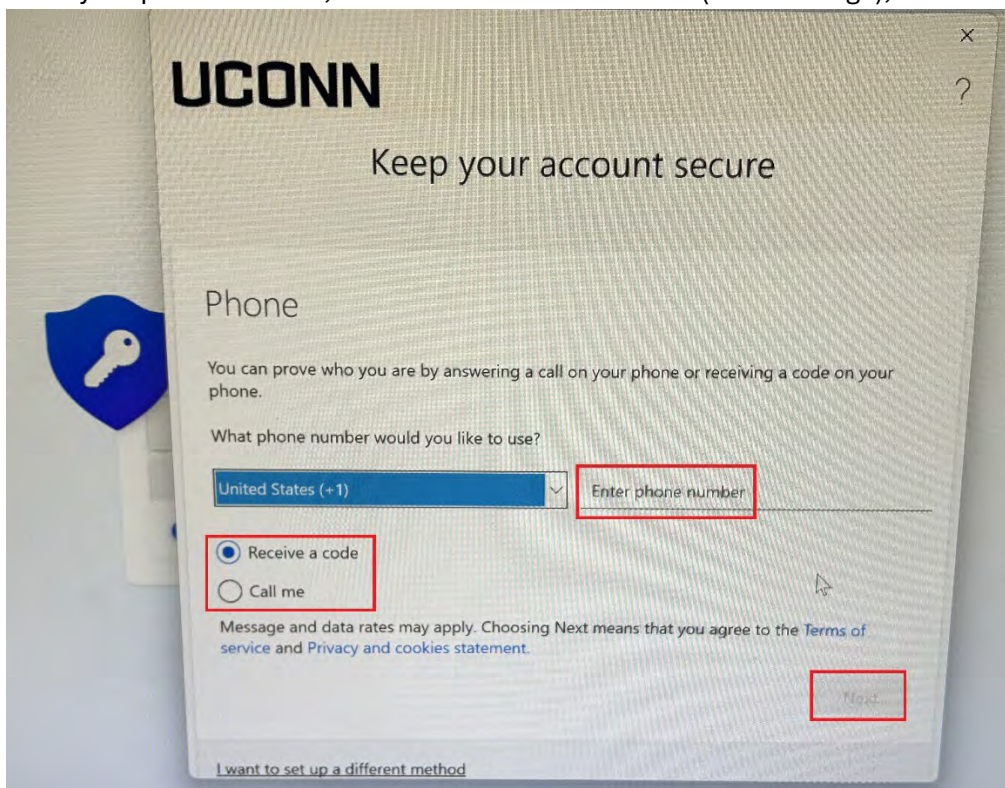 UCONN
?
Keep your account secure
Phone
You can prove who you are by answering a call on your phone or receiving a code on your
phone.
What phone number would you like to use?
United States (+1)
Enter phone number
Receive a code
Call me
Message and data rates may apply. Choosing Next means that you agree to the Terms of
service and Privacy and cookies statement.
Next
I want to set up a different method